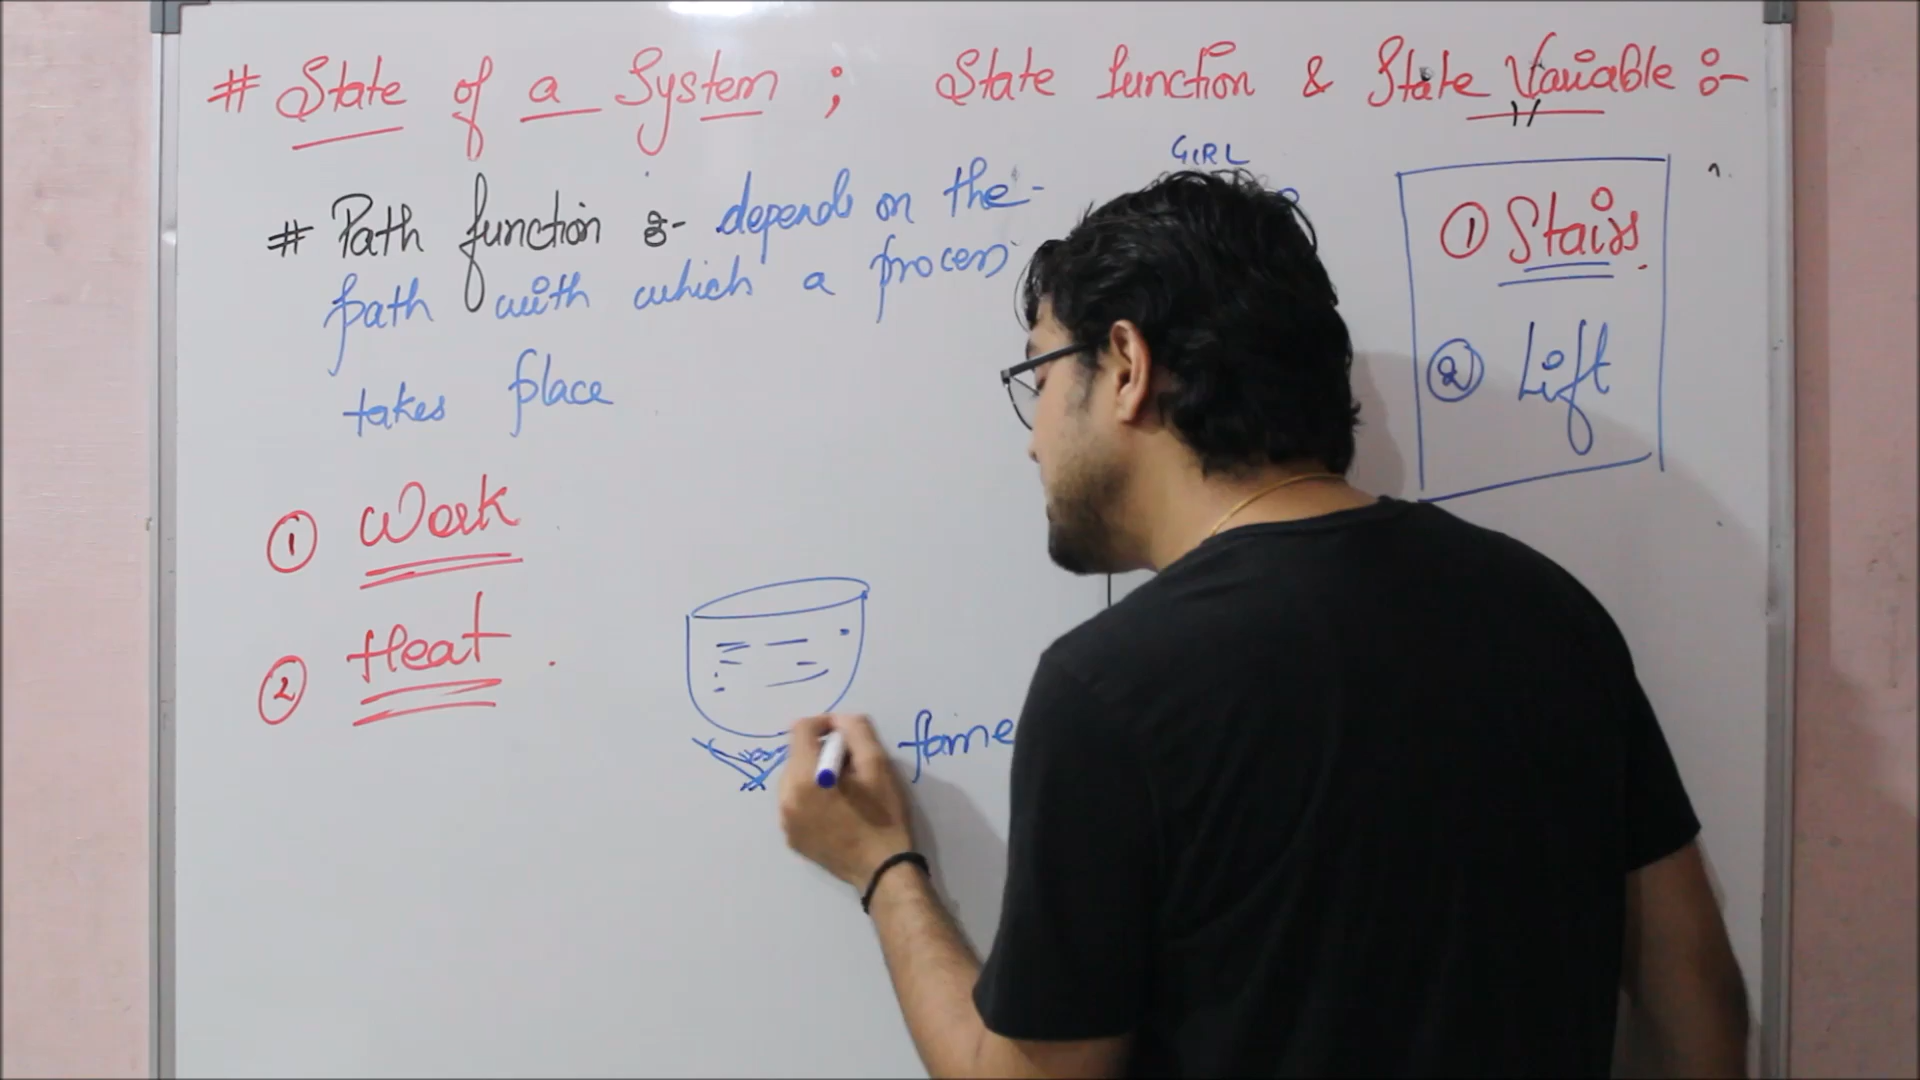 # State of a System ; State function & State Variable :-
GIRL
# Path function :- depends on the -
path with which a process
takes place
① Work
② Heat
flame
① Stairs
② Lift